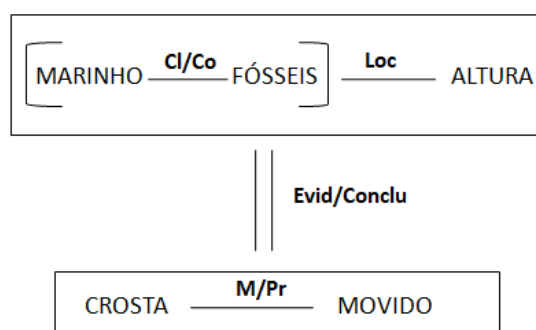 Cl/Co Loc
MARINHO FÓSSEIS ALTURA
Evid/Conclu
M/Pr
CROSTA MOVIDO